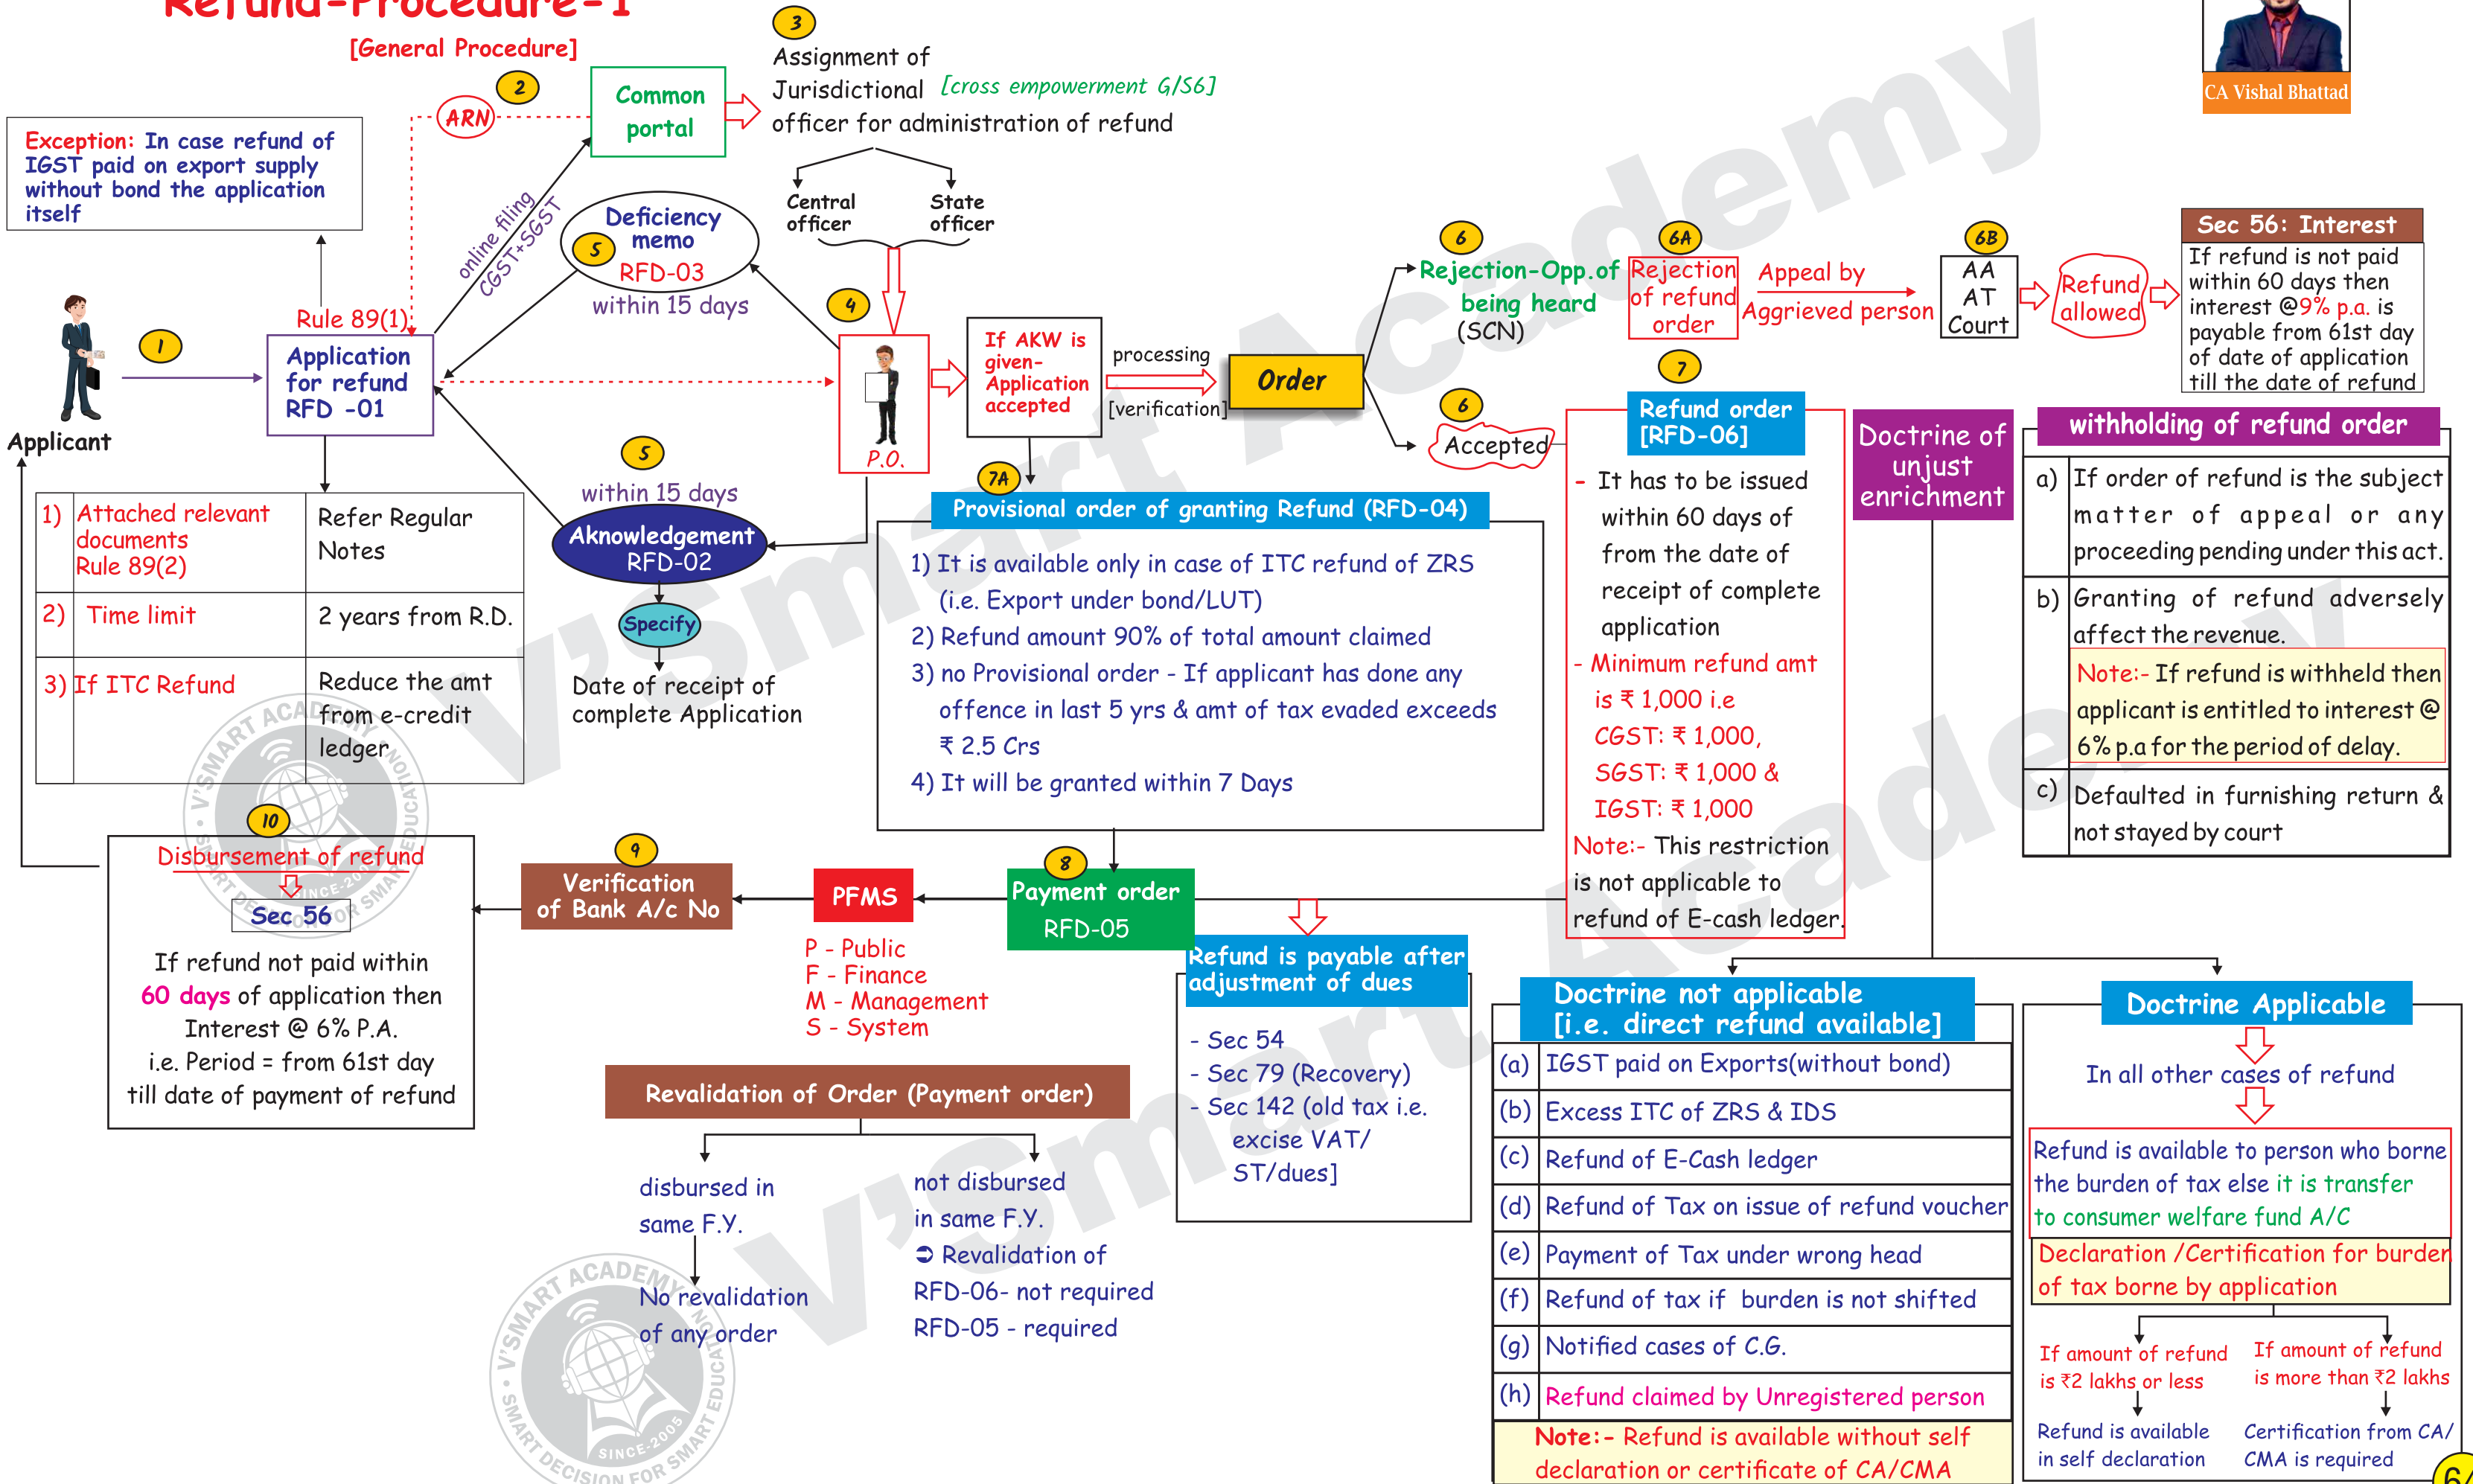 Refund-Procedure-1
[General Procedure]
CA Vishal Bhattad
Exception: In case refund of
IGST paid on export supply
without bond the application
itself
1
Applicant
Rule 89(1)
Application
for refund
RFD -01
2
ARN
Common
portal
online filing
CGST+SGST
3
Assignment of
Jurisdictional [cross empowerment G/S6]
officer for administration of refund
Central
officer
State
officer
4
P.O.
Deficiency
memo
5
RFD-03
within 15 days
5
within 15 days
Aknowledgement
RFD-02
Specify
Date of receipt of
complete Application
1) Attached relevant
documents
Rule 89(2)
Refer Regular
Notes
2) Time limit
2 years from R.D.
3) If ITC Refund
Reduce the amt
from e-credit
ledger
If AKW is
given-
Application
accepted
processing
[verification]
Order
6
Rejection-Opp.of
being heard
(SCN)
6A
Rejection
of refund
order
Appeal by
Aggrieved person
6B
AA
AT
Court
Refund
allowed
Sec 56: Interest
If refund is not paid
within 60 days then
interest @9% p.a. is
payable from 61st day
of date of application
till the date of refund
6
Accepted
7
Refund order
[RFD-06]
- It has to be issued
within 60 days of
from the date of
receipt of complete
application
- Minimum refund amt
is ₹ 1,000 i.e
CGST: ₹ 1,000,
SGST: ₹ 1,000 &
IGST: ₹ 1,000
Note:- This restriction
is not applicable to
refund of E-cash ledger.
7A
Provisional order of granting Refund (RFD-04)
1) It is available only in case of ITC refund of ZRS
(i.e. Export under bond/LUT)
2) Refund amount 90% of total amount claimed
3) no Provisional order - If applicant has done any
offence in last 5 yrs & amt of tax evaded exceeds
₹ 2.5 Crs
4) It will be granted within 7 Days
Doctrine of
unjust
enrichment
withholding of refund order
a) If order of refund is the subject
matter of appeal or any
proceeding pending under this act.
b) Granting of refund adversely
affect the revenue.
Note:- If refund is withheld then
applicant is entitled to interest @
6% p.a for the period of delay.
c) Defaulted in furnishing return &
not stayed by court
8
Payment order
RFD-05
PFMS
P - Public
F - Finance
M - Management
S - System
9
Verification
of Bank A/c No
10
Disbursement of refund
Sec 56
If refund not paid within
60 days of application then
Interest @ 6% P.A.
i.e. Period = from 61st day
till date of payment of refund
Refund is payable after
adjustment of dues
- Sec 54
- Sec 79 (Recovery)
- Sec 142 (old tax i.e.
excise VAT/
ST/dues]
Revalidation of Order (Payment order)
disbursed in
same F.Y.
No revalidation
of any order
not disbursed
in same F.Y.
➲ Revalidation of
RFD-06- not required
RFD-05 - required
Doctrine not applicable
[i.e. direct refund available]
(a) IGST paid on Exports(without bond)
(b) Excess ITC of ZRS & IDS
(c) Refund of E-Cash ledger
(d) Refund of Tax on issue of refund voucher
(e) Payment of Tax under wrong head
(f) Refund of tax if burden is not shifted
(g) Notified cases of C.G.
(h) Refund claimed by Unregistered person
Note:- Refund is available without self
declaration or certificate of CA/CMA
Doctrine Applicable
In all other cases of refund
Refund is available to person who borne
the burden of tax else it is transfer
to consumer welfare fund A/C
Declaration /Certification for burden
of tax borne by application
If amount of refund
is ₹2 lakhs or less
Refund is available
in self declaration
If amount of refund
is more than ₹2 lakhs
Certification from CA/
CMA is required
V'Smart Academy
V'Smart Academy
V'SMART ACADEMY
SMART DECISION FOR SMART EDUCATION
SINCE-2005
V'SMART ACADEMY
SMART DECISION FOR SMART EDUCATION
SINCE-2005